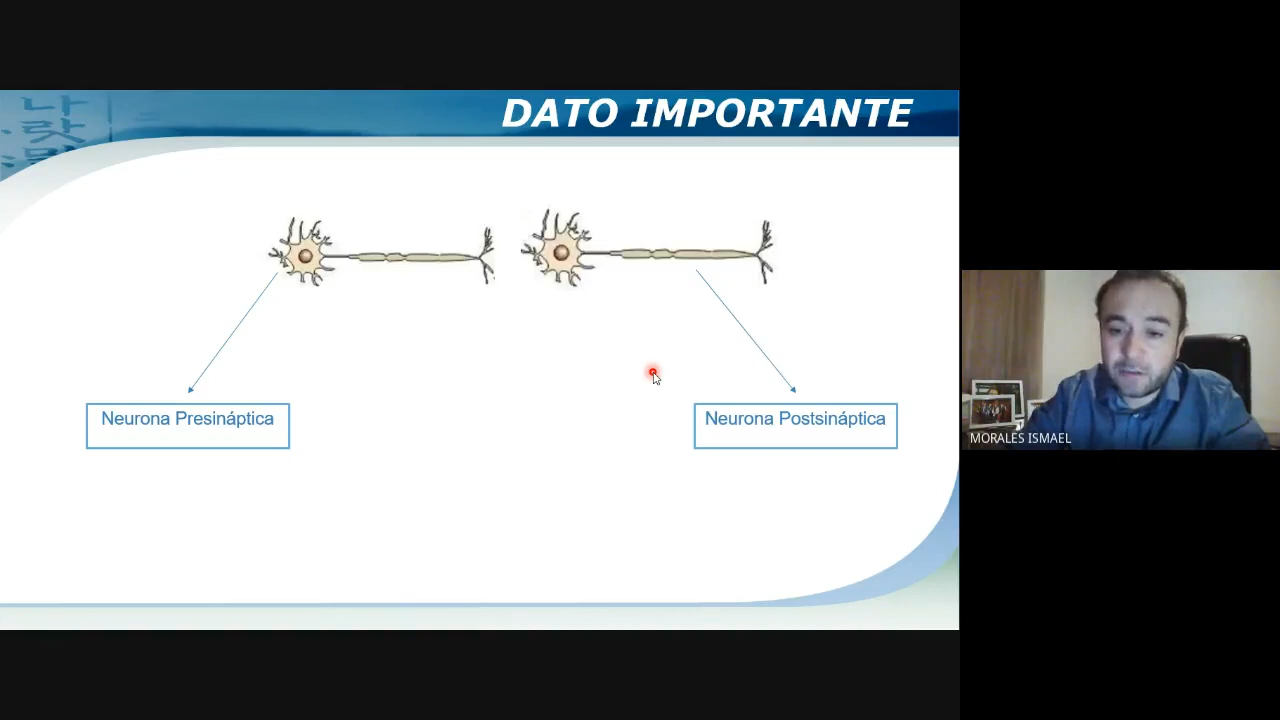 DATO IMPORTANTE
Neurona Presináptica
Neurona Postsináptica
MORALES ISMAEL